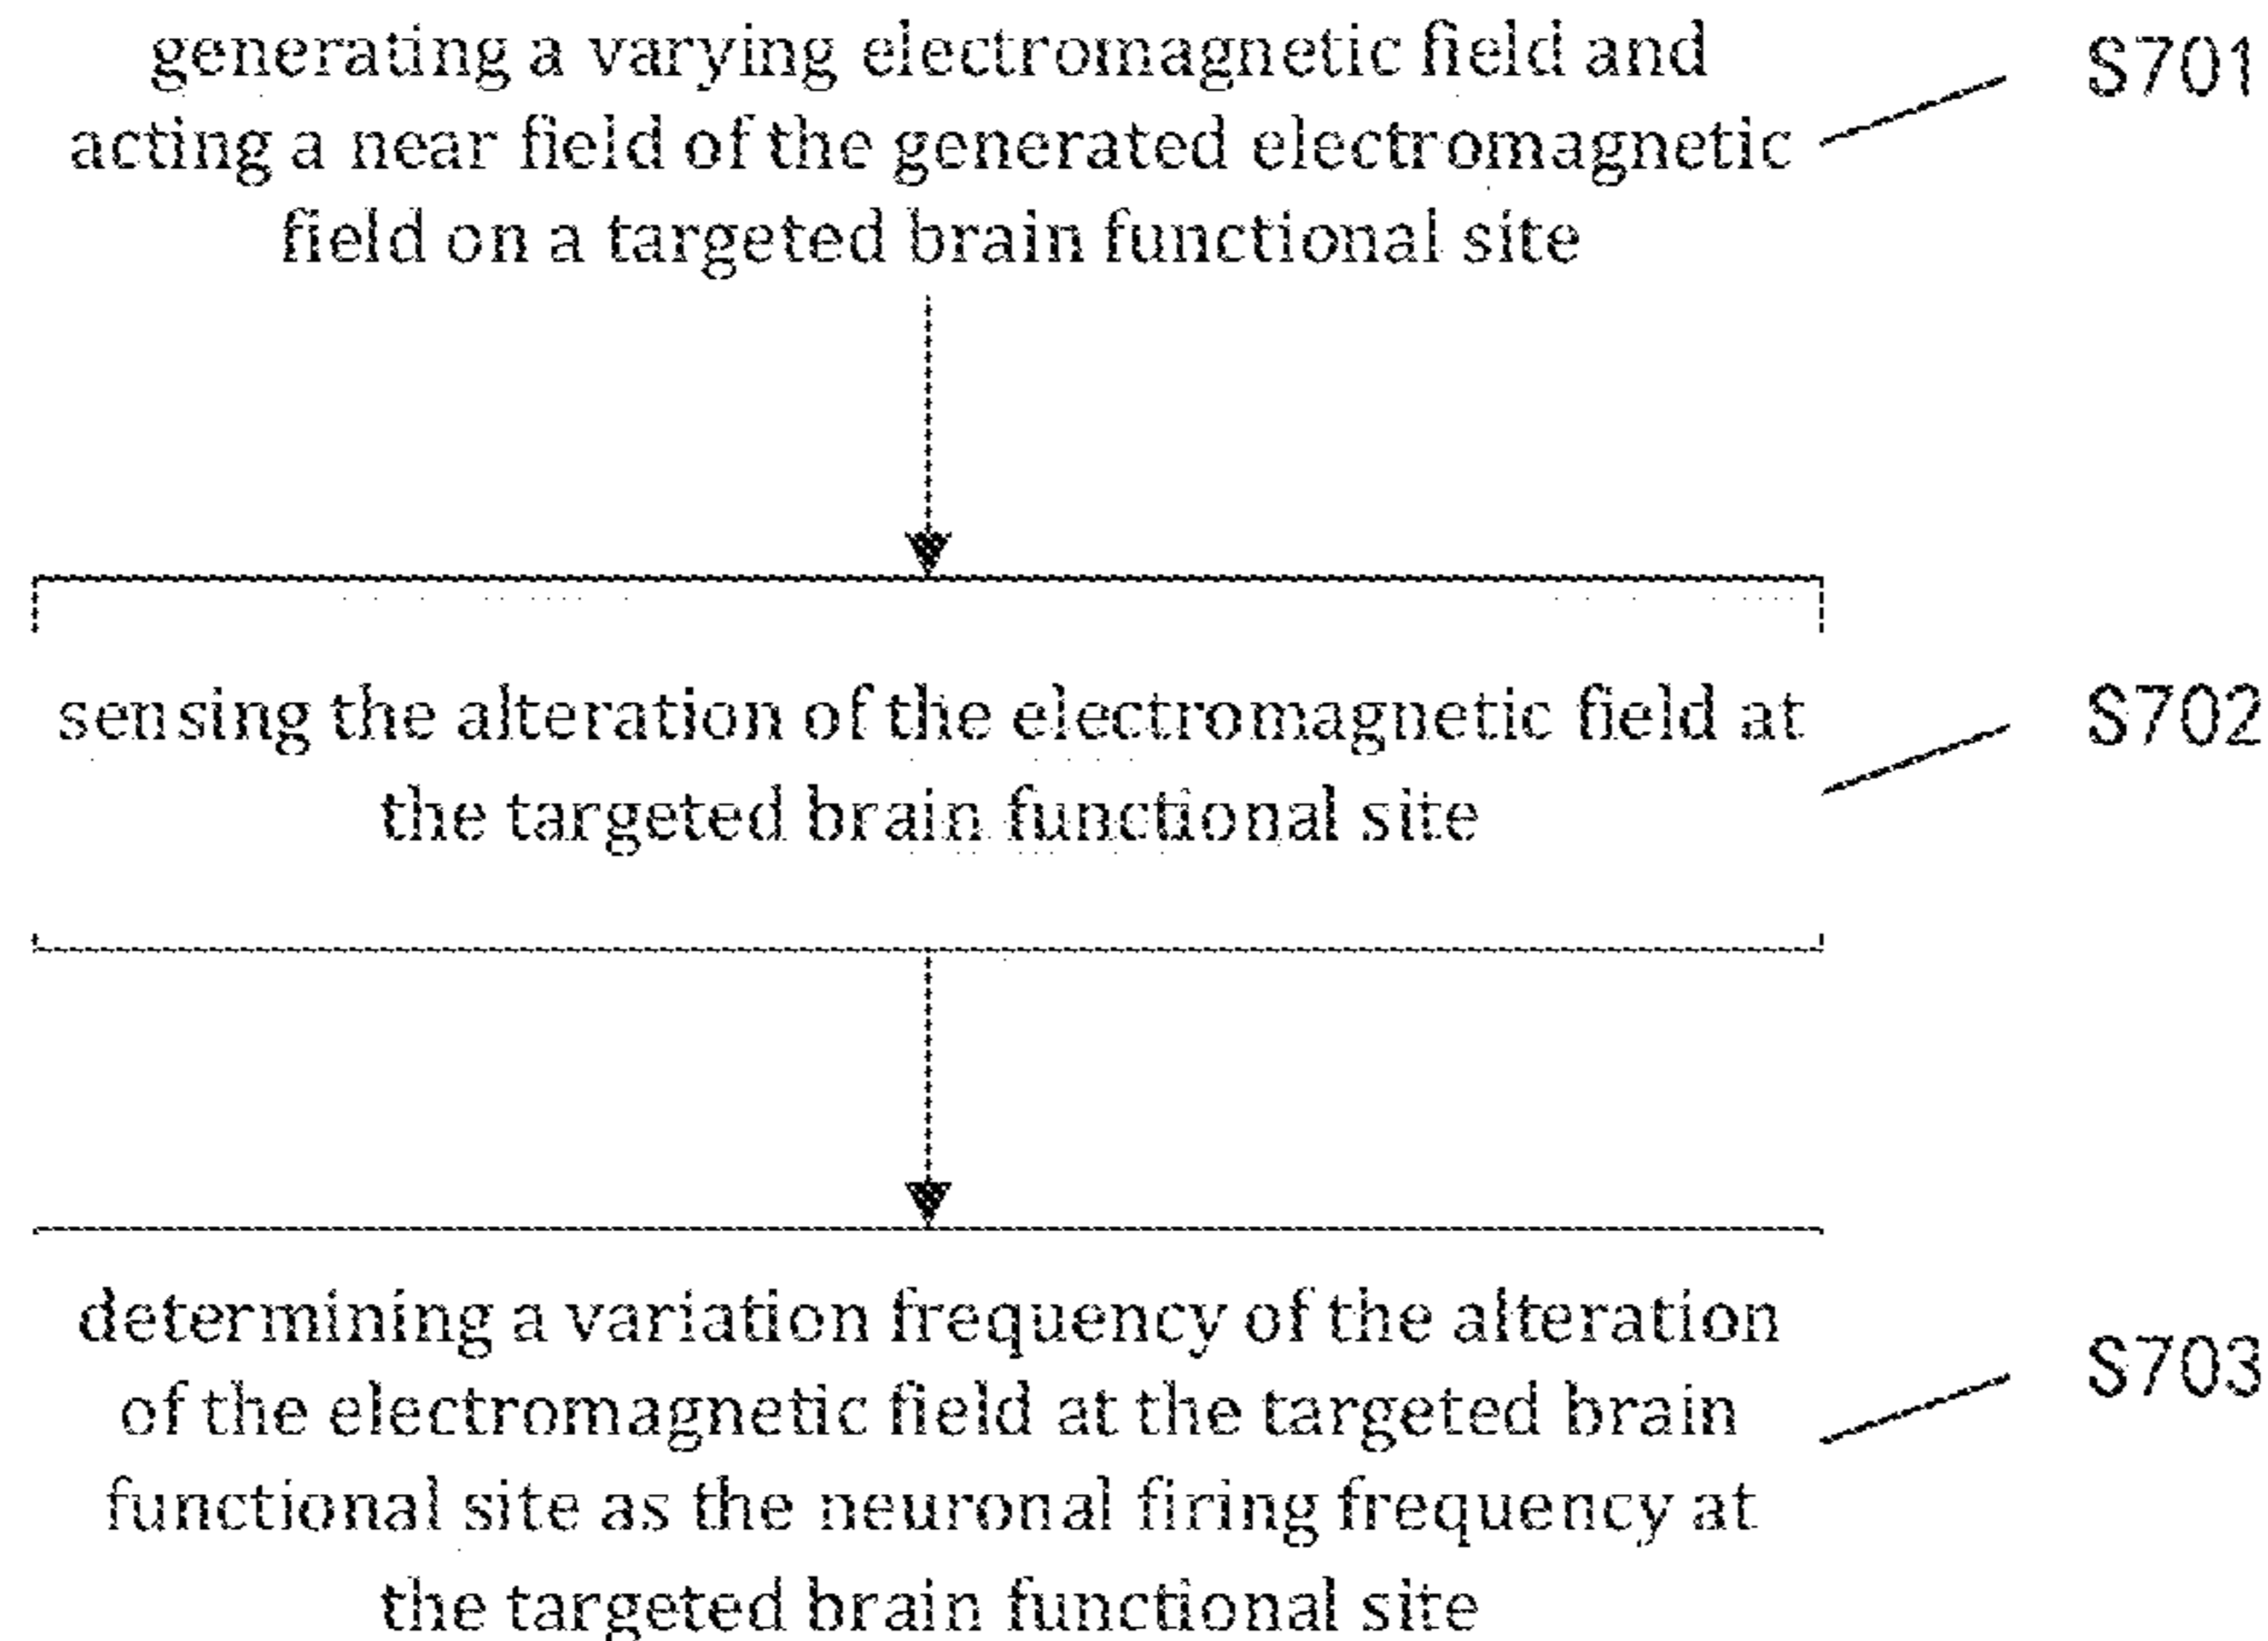 generating a varying electromagnetic field and
acting a near field of the generated electromagnetic
field on a targeted brain functional site
S701
sensing the alteration of the electromagnetic field at
the targeted brain functional site
S702
determining a variation frequency of the alteration
of the electromagnetic field at the targeted brain
functional site as the neuronal firing frequency at
the targeted brain functional site
S703